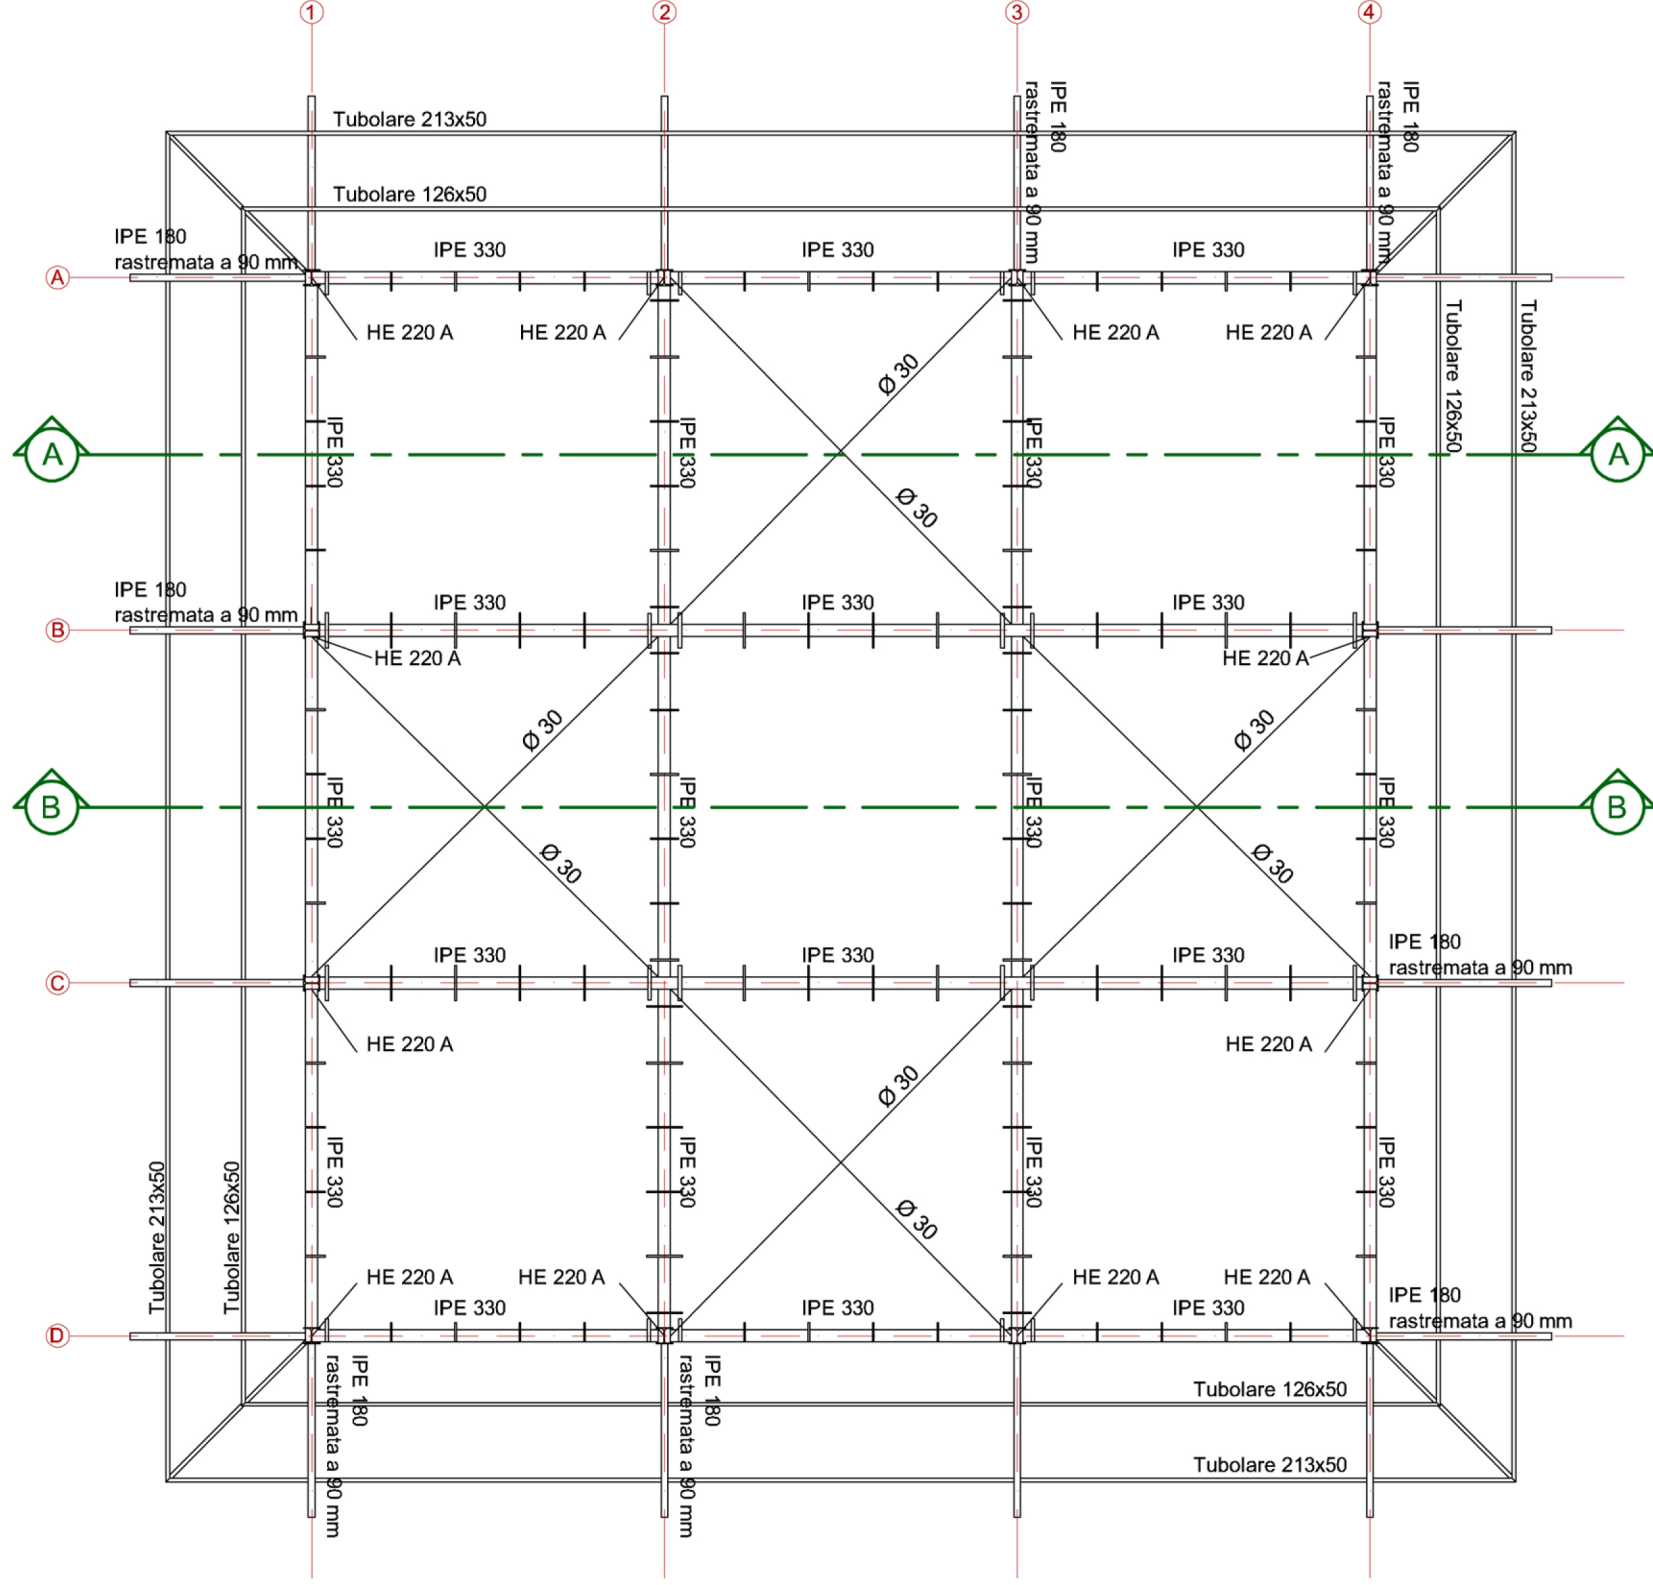 1
2
3
4
IPE 180
rastremata a 90 mm
IPE 180
rastremata a 90 mm
Tubolare 213x50
Tubolare 126x50
IPE 180
rastremata a 90 mm
IPE 330
IPE 330
IPE 330
A
HE 220 A
HE 220 A
HE 220 A
HE 220 A
Tubolare 126x50
Tubolare 213x50
Ø 30
IPE 330
IPE 330
IPE 330
IPE 330
A
A
Ø 30
IPE 180
rastremata a 90 mm
IPE 330
IPE 330
IPE 330
B
HE 220 A
HE 220 A
Ø 30
Ø 30
IPE 330
IPE 330
IPE 330
IPE 330
B
B
Ø 30
Ø 30
IPE 330
IPE 330
IPE 330
IPE 180
rastremata a 90 mm
C
HE 220 A
HE 220 A
Ø 30
IPE 330
IPE 330
IPE 330
IPE 330
Tubolare 213x50
Tubolare 126x50
Ø 30
HE 220 A
HE 220 A
HE 220 A
HE 220 A
IPE 330
IPE 330
IPE 330
IPE 180
rastremata a 90 mm
D
IPE 180
rastremata a 90 mm
IPE 180
rastremata a 90 mm
Tubolare 126x50
Tubolare 213x50